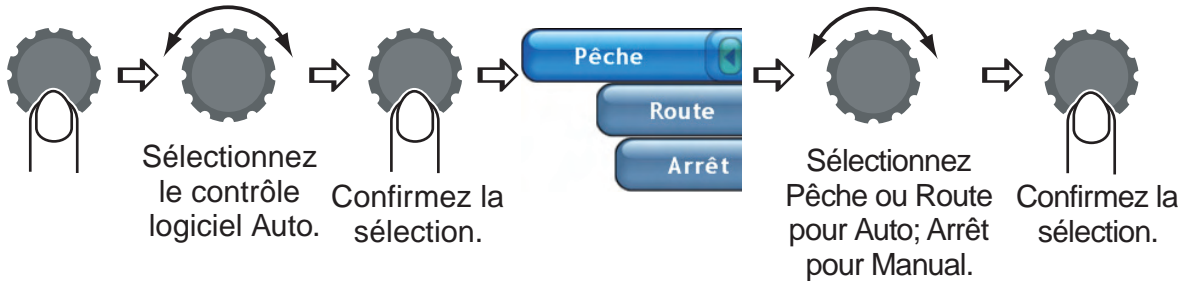 Sélectionnez
le contrôle
logiciel Auto.
Confirmez la
sélection.
Pêche
Route
Arrêt
Sélectionnez
Pêche ou Route
pour Auto; Arrêt
pour Manual.
Confirmez la
sélection.